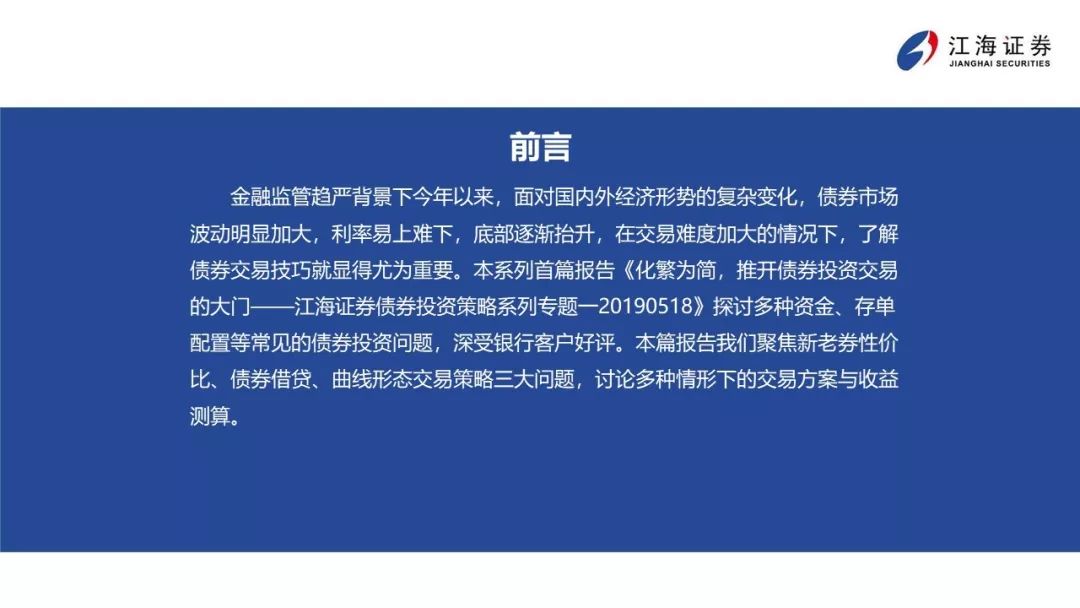 江海证券
JIANGHAI SECURITIES
前言
金融监管趋严背景下今年以来，面对国内外经济形势的复杂变化，债券市场
波动明显加大，利率易上难下，底部逐渐抬升，在交易难度加大的情况下，了解
债券交易技巧就显得尤为重要。本系列首篇报告《化繁为简，推开债券投资交易
的大门——江海证券债券投资策略系列专题一20190518》探讨多种资金、存单
配置等常见的债券投资问题，深受银行客户好评。本篇报告我们聚焦新老券性价
比、债券借贷、曲线形态交易策略三大问题，讨论多种情形下的交易方案与收益
测算。